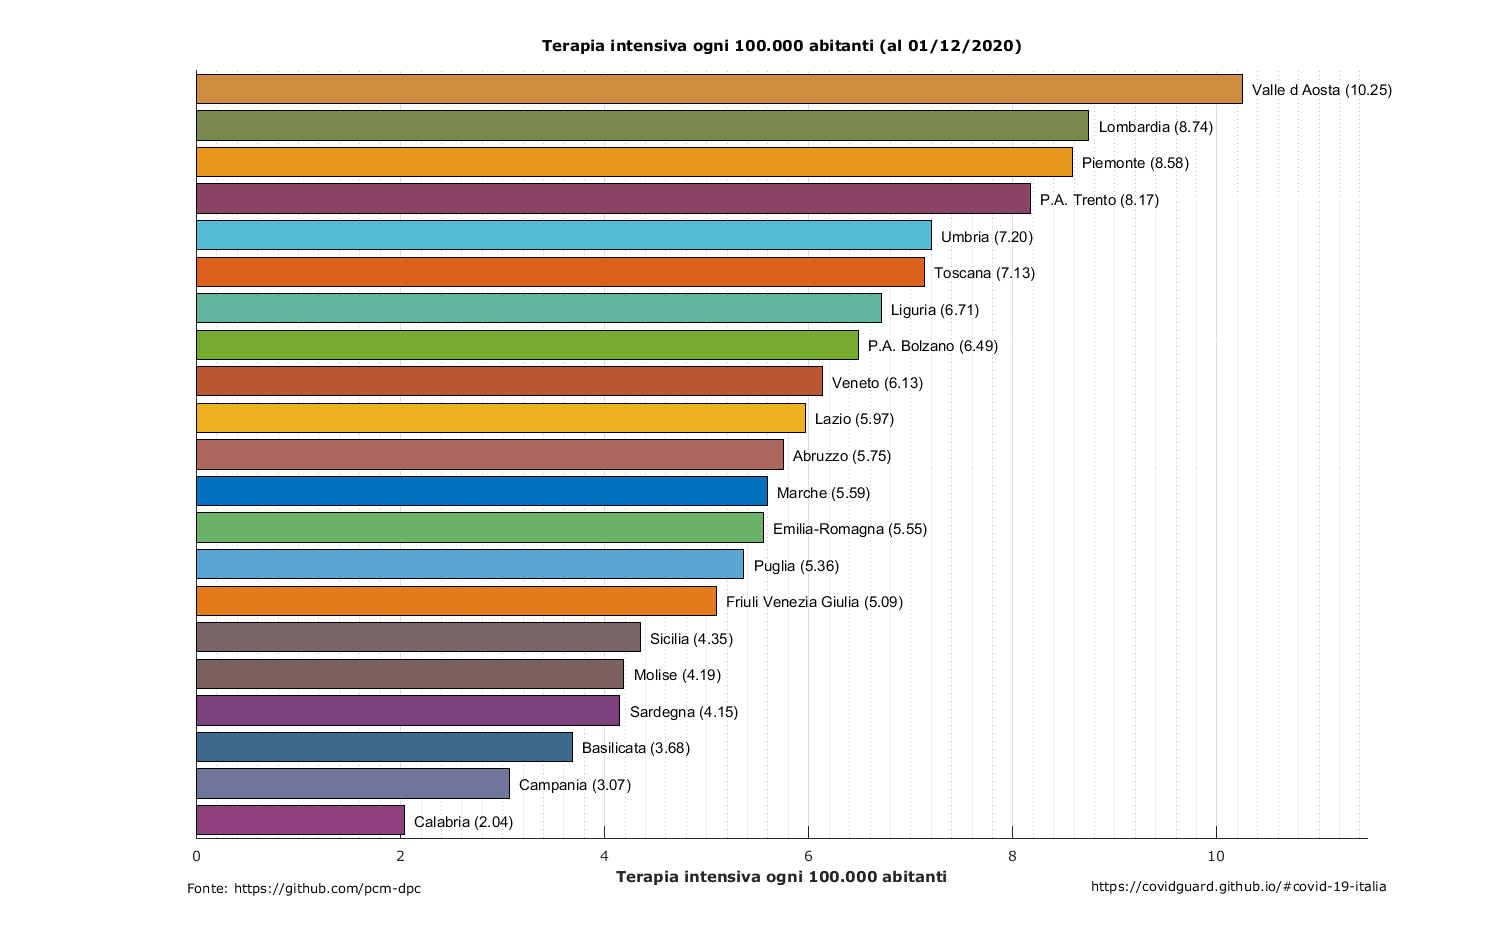 Terapia intensiva ogni 100.000 abitanti (al 01/12/2020)
Valle d Aosta (10.25)
Lombardia (8.74)
Piemonte (8.58)
P.A. Trento (8.17)
Umbria (7.20)
Toscana (7.13)
Liguria (6.71)
P.A. Bolzano (6.49)
Veneto (6.13)
Lazio (5.97)
Abruzzo (5.75)
Marche (5.59)
Emilia-Romagna (5.55)
Puglia (5.36)
Friuli Venezia Giulia (5.09)
Sicilia (4.35)
Molise (4.19)
Sardegna (4.15)
Basilicata (3.68)
Campania (3.07)
Calabria (2.04)
0 2 4 6 8 10
Terapia intensiva ogni 100.000 abitanti
Fonte: https://github.com/pcm-dpc
https://covidguard.github.io/#covid-19-italia